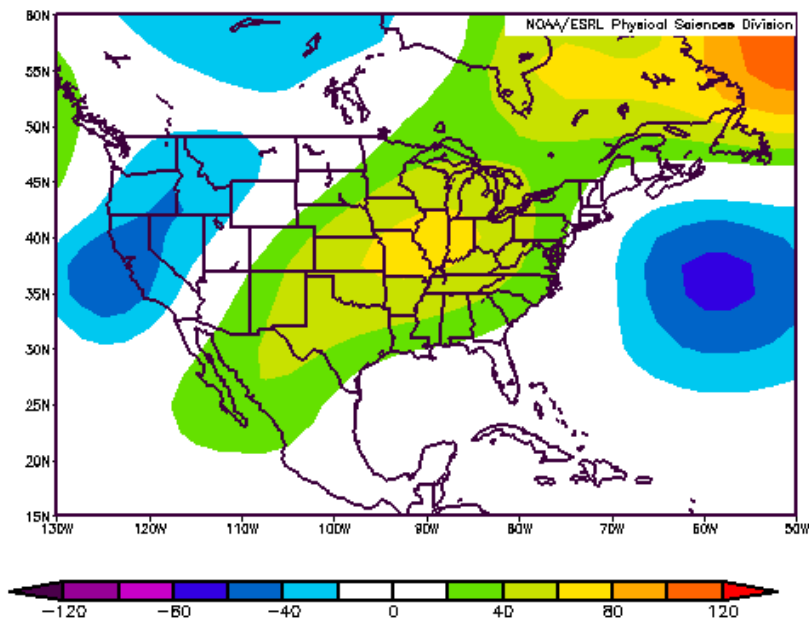 NOAA/ESRL Physical Sciences Division
60N
55N
50N
45N
40N
35N
30N
25N
20N
15N
130W 120W 110W 100W 90W 80W 70W 60W 50W
−120 −80 −40 0 40 80 120